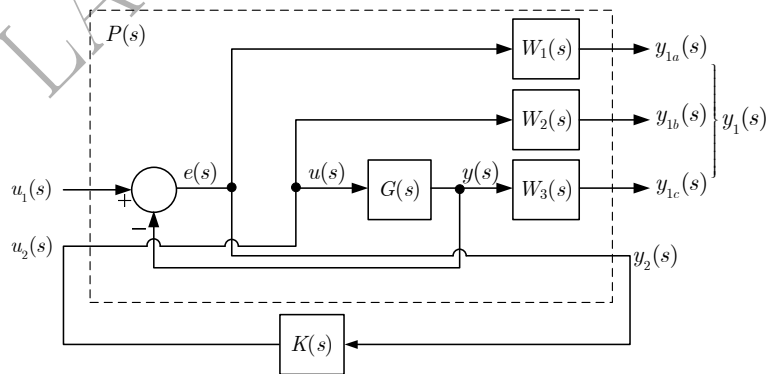 P(s)
W₁(s)
y₁ₐ(s)
W₂(s)
y₁b(s)
y₁(s)
u₁(s)
+
−
e(s)
u(s)
G(s)
y(s)
W₃(s)
y₁c(s)
u₂(s)
y₂(s)
K(s)